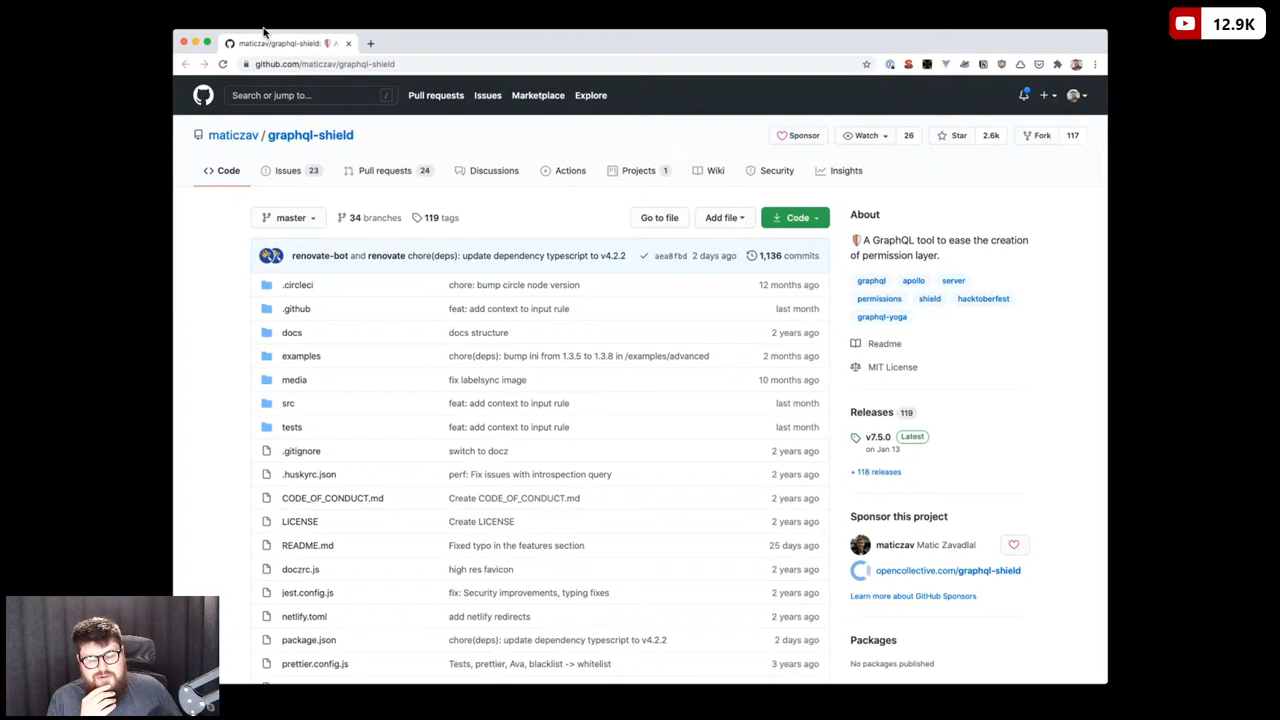 12.9K
maticzav/graphql-shield: 🛡 A
github.com/maticzav/graphql-shield
Search or jump to... /
Pull requests Issues Marketplace Explore
maticzav / graphql-shield
Sponsor Watch 26 Star 2.6k Fork 117
Code Issues 23 Pull requests 24 Discussions Actions Projects 1 Wiki Security Insights
master 34 branches 119 tags Go to file Add file Code
renovate-bot and renovate chore(deps): update dependency typescript to v4.2.2 aea8fbd 2 days ago 1,136 commits
.circleci chore: bump circle node version 12 months ago
.github feat: add context to input rule last month
docs docs structure 2 years ago
examples chore(deps): bump ini from 1.3.5 to 1.3.8 in /examples/advanced 2 months ago
media fix labelsync image 10 months ago
src feat: add context to input rule last month
tests feat: add context to input rule last month
.gitignore switch to docz 2 years ago
.huskyrc.json perf: Fix issues with introspection query 2 years ago
CODE_OF_CONDUCT.md Create CODE_OF_CONDUCT.md 2 years ago
LICENSE Create LICENSE 2 years ago
README.md Fixed typo in the features section 25 days ago
doczrc.js high res favicon 2 years ago
jest.config.js fix: Security improvements, typing fixes 2 years ago
netlify.toml add netlify redirects 2 years ago
package.json chore(deps): update dependency typescript to v4.2.2 2 days ago
prettier.config.js Tests, prettier, Ava, blacklist -> whitelist 3 years ago
About
🛡A GraphQL tool to ease the creation
of permission layer.
graphql apollo server
permissions shield hacktoberfest
graphql-yoga
Readme
MIT License
Releases 119
v7.5.0 Latest
on Jan 13
+ 118 releases
Sponsor this project
maticzav Matic Zavadlal
opencollective.com/graphql-shield
Learn more about GitHub Sponsors
Packages
No packages published